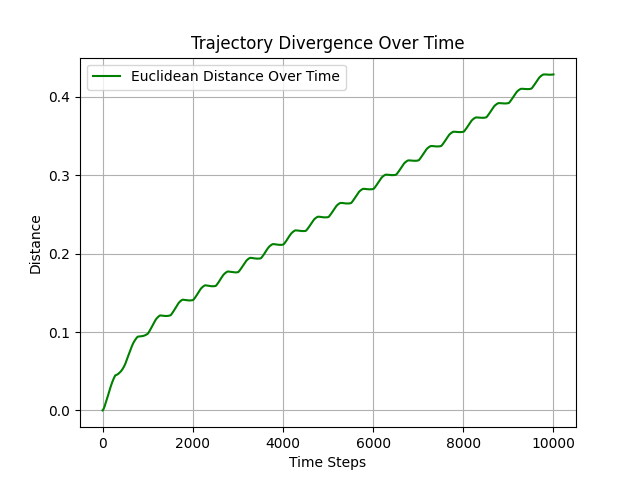 Trajectory Divergence Over Time
Euclidean Distance Over Time
Distance
0.4
0.3
0.2
0.1
0.0
0 2000 4000 6000 8000 10000
Time Steps